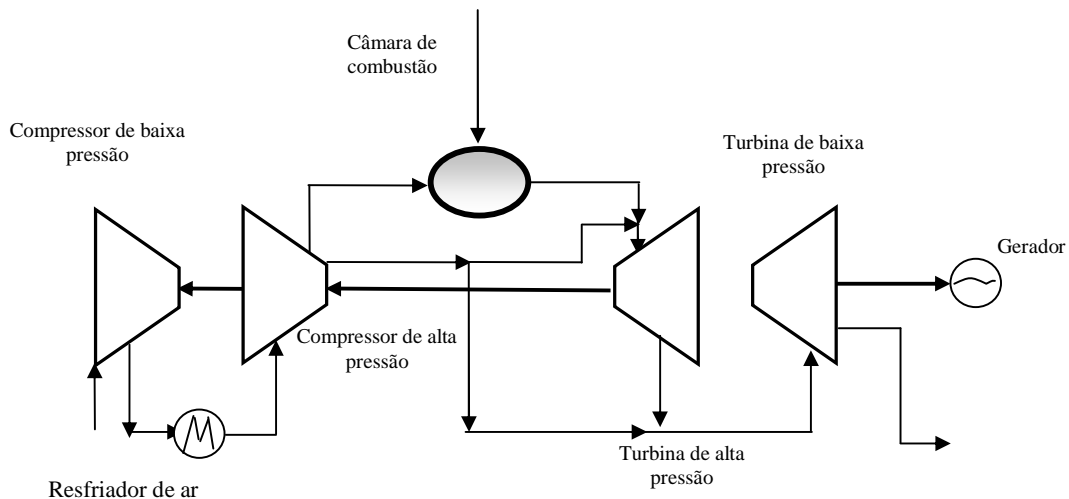 Câmara de
combustão
Compressor de baixa
pressão
Turbina de baixa
pressão
Gerador
Compressor de alta
pressão
Turbina de alta
pressão
Resfriador de ar